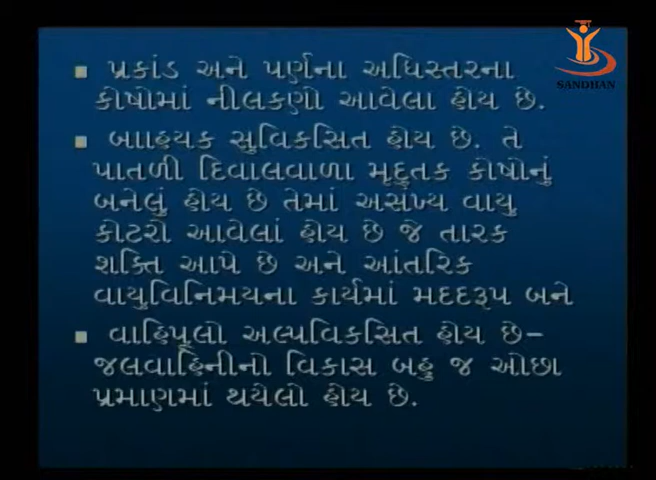 પ્રકાંડ અને પર્ણના અધિસ્તરના
કોષોમાં નીલકણો આવેલા હોય છે.
બાાહયક સુવિકસિત હોય છે. તે
પાતળી દિવાલવાળા મૃદુતક કોષોનું
બનેલું હોય છે તેમાં અસંખ્ય વાયુ
કોટરો આવેલાં હોય છે જે તારક
શક્તિ આપે છે અને આંતરિક
વાયુવિનિમયના કાર્યમાં મદદરૂપ બને
વાહિપૂલો અલ્પવિકસિત હોય છે–
જલવાહિનીનો વિકાસ બહુ જ ઓછા
પ્રમાણમાં થયેલો હોય છે.
SANDHAN